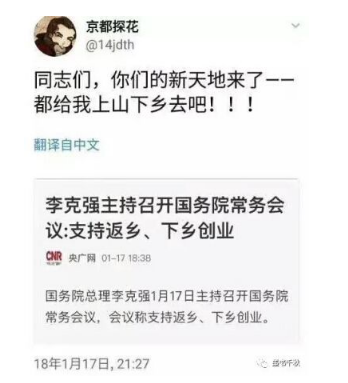 京都探花
@14jdth
同志们，你们的新天地来了——
都给我上山下乡去吧！！！
翻译自中文
李克强主持召开国务院常务会
议:支持返乡、下乡创业
CNR 央广网 01-17 18:38
国务院总理李克强1月17日主持召开国务院
常务会议，会议称支持返乡、下乡创业。
18年1月17日, 21:27